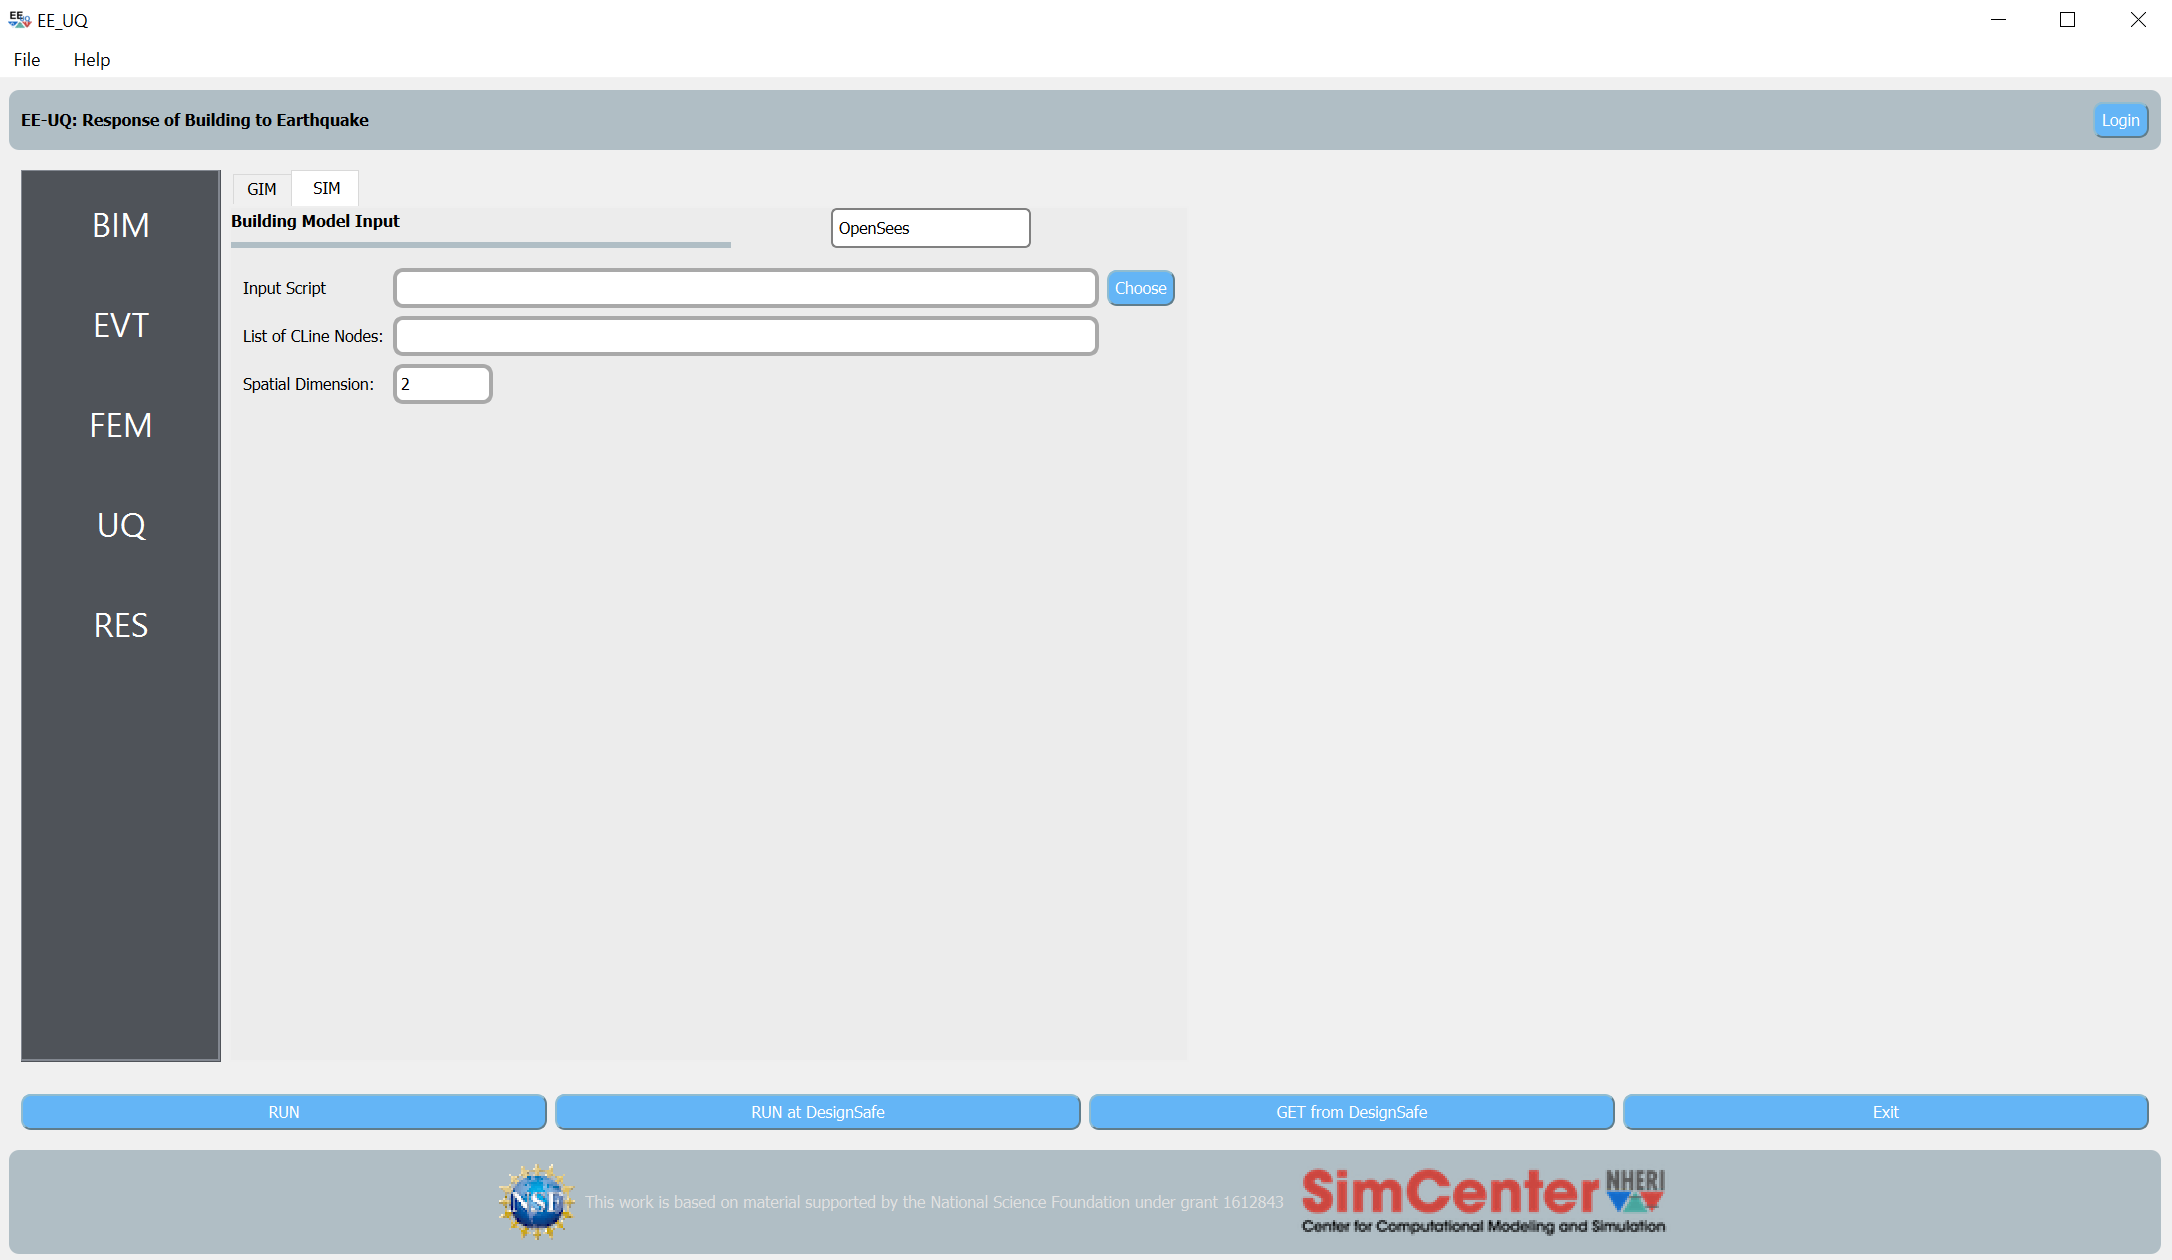 EE_UQ
File Help
EE-UQ: Response of Building to Earthquake
Login
BIM
EVT
FEM
UQ
RES
GIM SIM
Building Model Input
OpenSees
Input Script
Choose
List of CLine Nodes:
Spatial Dimension: 2
RUN
RUN at DesignSafe
GET from DesignSafe
Exit
NSF
This work is based on material supported by the National Science Foundation under grant 1612843
SimCenter NHERI
Center for Computational Modeling and Simulation